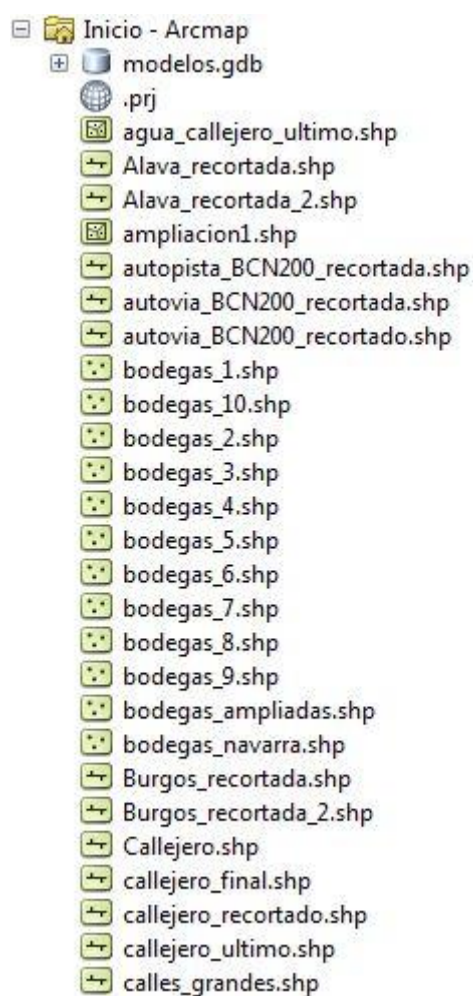 Inicio - Arcmap
modelos.gdb
.prj
agua_callejero_ultimo.shp
Alava_recortada.shp
Alava_recortada_2.shp
ampliacion1.shp
autopista_BCN200_recortada.shp
autovia_BCN200_recortada.shp
autovia_BCN200_recortado.shp
bodegas_1.shp
bodegas_10.shp
bodegas_2.shp
bodegas_3.shp
bodegas_4.shp
bodegas_5.shp
bodegas_6.shp
bodegas_7.shp
bodegas_8.shp
bodegas_9.shp
bodegas_ampliadas.shp
bodegas_navarra.shp
Burgos_recortada.shp
Burgos_recortada_2.shp
Callejero.shp
callejero_final.shp
callejero_recortado.shp
callejero_ultimo.shp
calles_grandes.shp